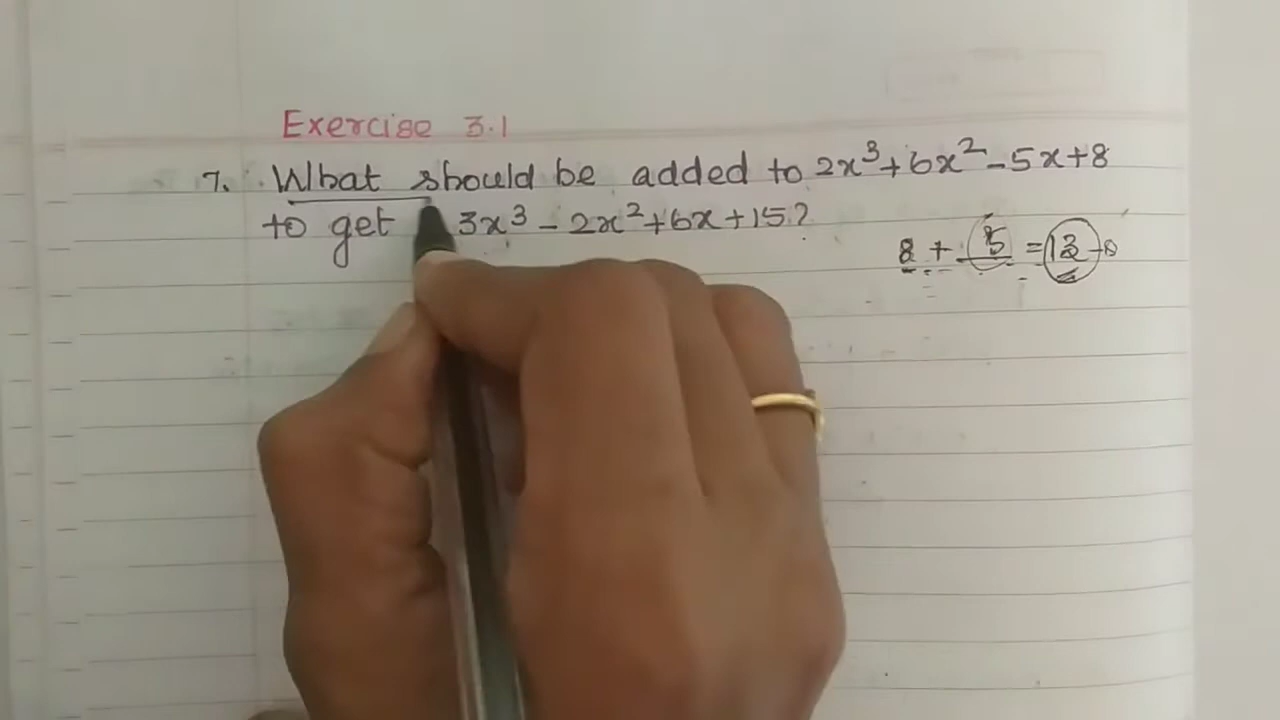 Exercise 3.1
7. What should be added to 2x³+6x²-5x+8
to get 3x³-2x²+6x+15?
8 + 5 = 13 -8